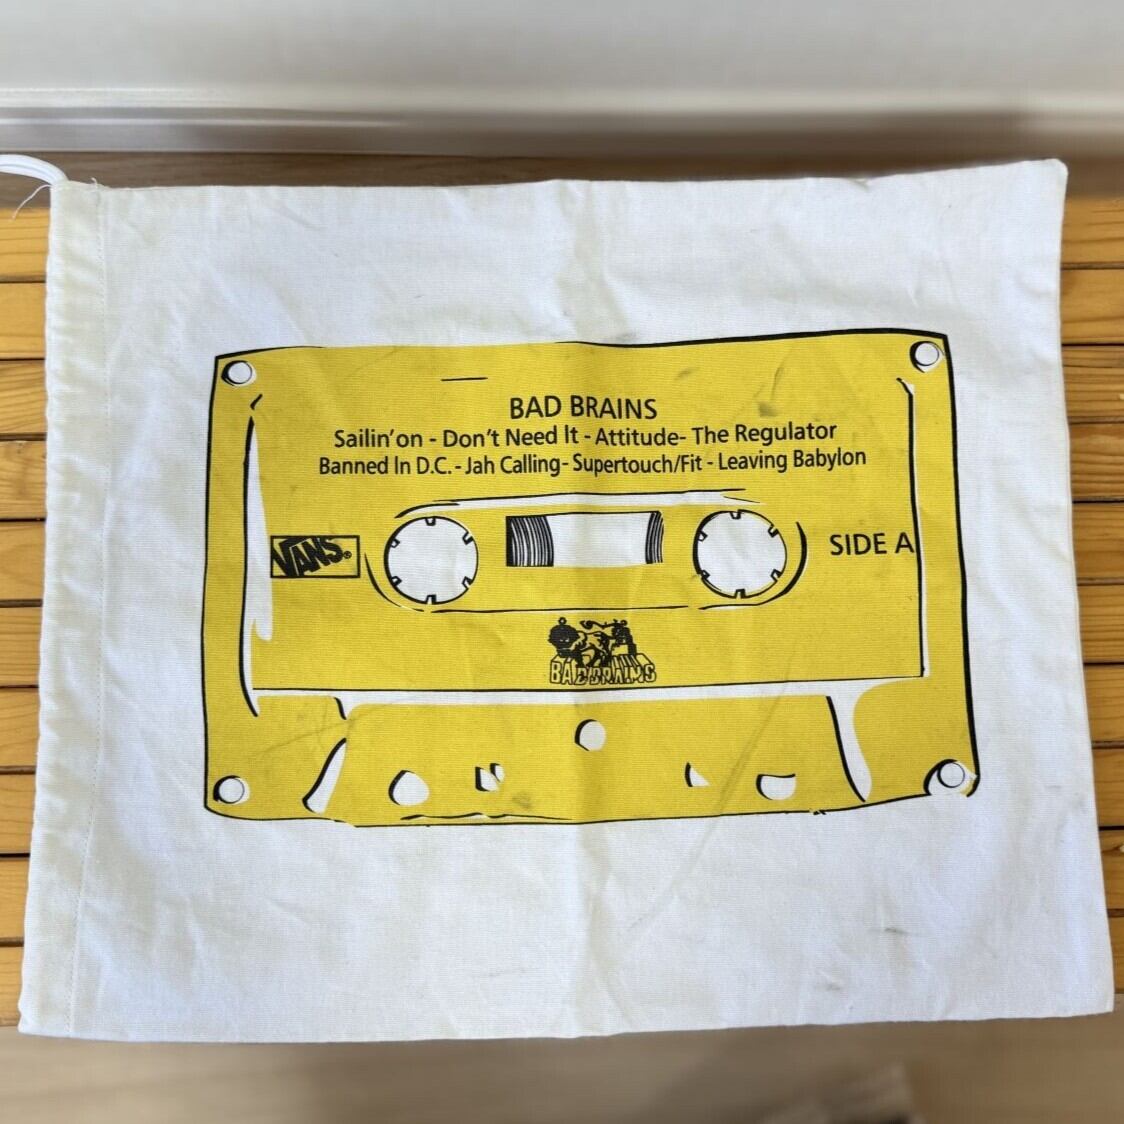 BAD BRAINS
Sailin'on - Don't Need It - Attitude- The Regulator
Banned In D.C. - Jah Calling- Supertouch/Fit - Leaving Babylon
VANS®
SIDE A
BAD BRAINS